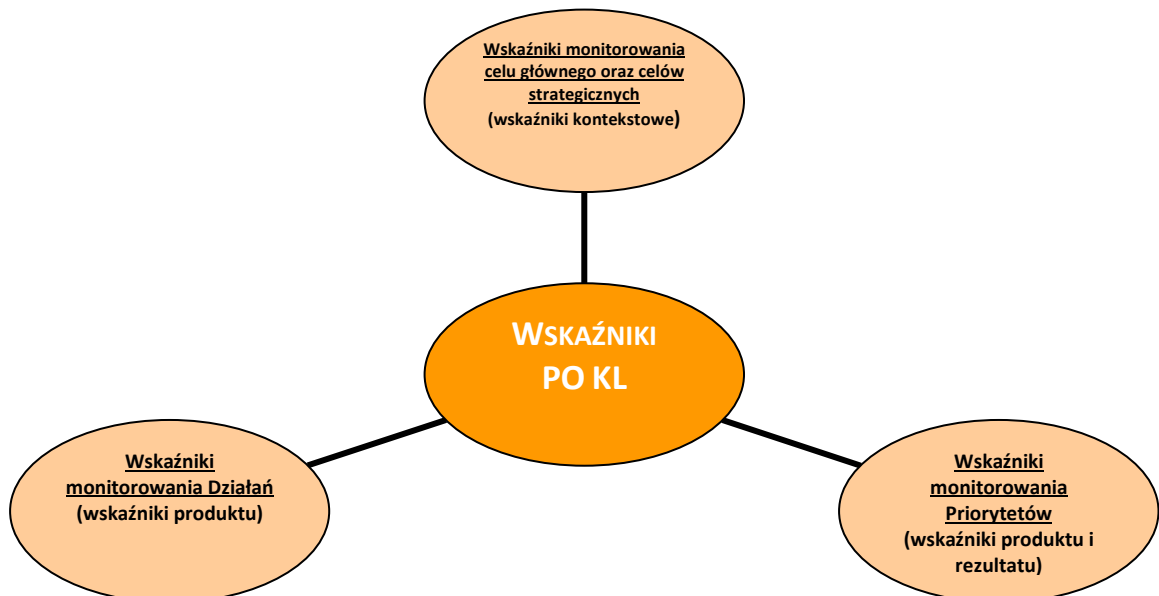 Wskaźniki monitorowania
celu głównego oraz celów
strategicznych
(wskaźniki kontekstowe)
WSKAŹNIKI
PO KL
Wskaźniki
monitorowania Działań
(wskaźniki produktu)
Wskaźniki
monitorowania
Priorytetów
(wskaźniki produktu i
rezultatu)